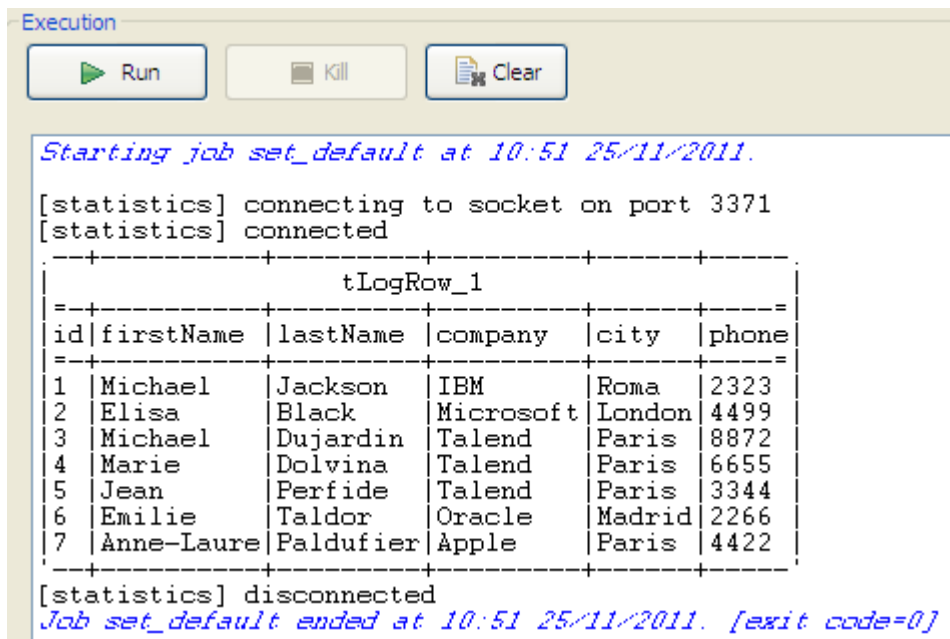 Execution
Run Kill Clear
Starting job set_default at 10:51 25/11/2011.
[statistics] connecting to socket on port 3371
[statistics] connected
.--+----------+---------+---------+------+-----.
| tLogRow_1 |
|=-+----------+---------+---------+------+----=|
|id|firstName |lastName |company |city |phone|
|=-+----------+---------+---------+------+----=|
|1 |Michael |Jackson |IBM |Roma |2323 |
|2 |Elisa |Black |Microsoft|London|4499 |
|3 |Michael |Dujardin |Talend |Paris |8872 |
|4 |Marie |Dolvina |Talend |Paris |6655 |
|5 |Jean |Perfide |Talend |Paris |3344 |
|6 |Emilie |Taldor |Oracle |Madrid|2266 |
|7 |Anne-Laure|Paldufier|Apple |Paris |4422 |
'--+----------+---------+---------+------+-----'
[statistics] disconnected
Job set_default ended at 10:51 25/11/2011. [exit code=0]